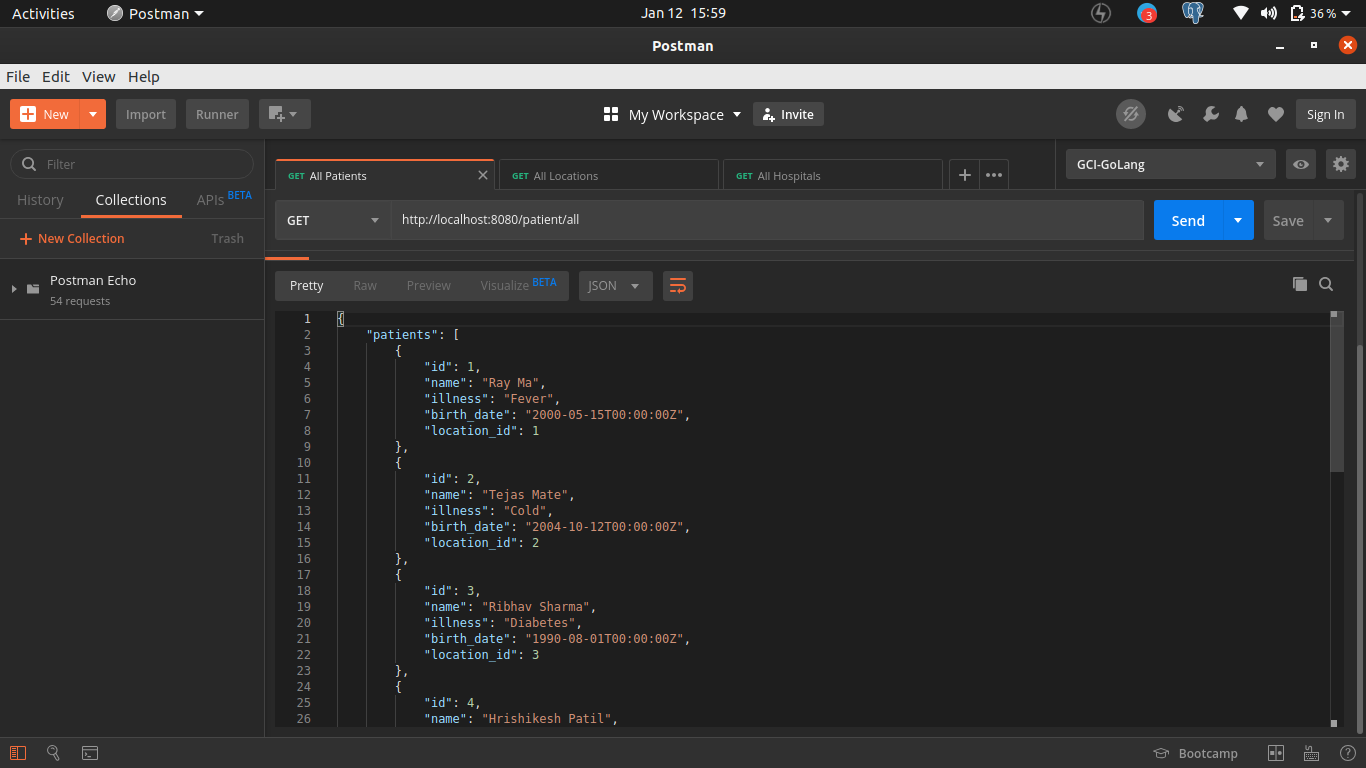 Activities Postman Jan 12 15:59 3 36 %
Postman
File Edit View Help
New Import Runner My Workspace Invite Sign In
Filter
GET All Patients GET All Locations GET All Hospitals GCI-GoLang
History Collections APIs BETA
GET http://localhost:8080/patient/all Send Save
New Collection Trash
Postman Echo
54 requests
Pretty Raw Preview Visualize BETA JSON
1 {
2 "patients": [
3 {
4 "id": 1,
5 "name": "Ray Ma",
6 "illness": "Fever",
7 "birth_date": "2000-05-15T00:00:00Z",
8 "location_id": 1
9 },
10 {
11 "id": 2,
12 "name": "Tejas Mate",
13 "illness": "Cold",
14 "birth_date": "2004-10-12T00:00:00Z",
15 "location_id": 2
16 },
17 {
18 "id": 3,
19 "name": "Ribhav Sharma",
20 "illness": "Diabetes",
21 "birth_date": "1990-08-01T00:00:00Z",
22 "location_id": 3
23 },
24 {
25 "id": 4,
26 "name": "Hrishikesh Patil",
Bootcamp